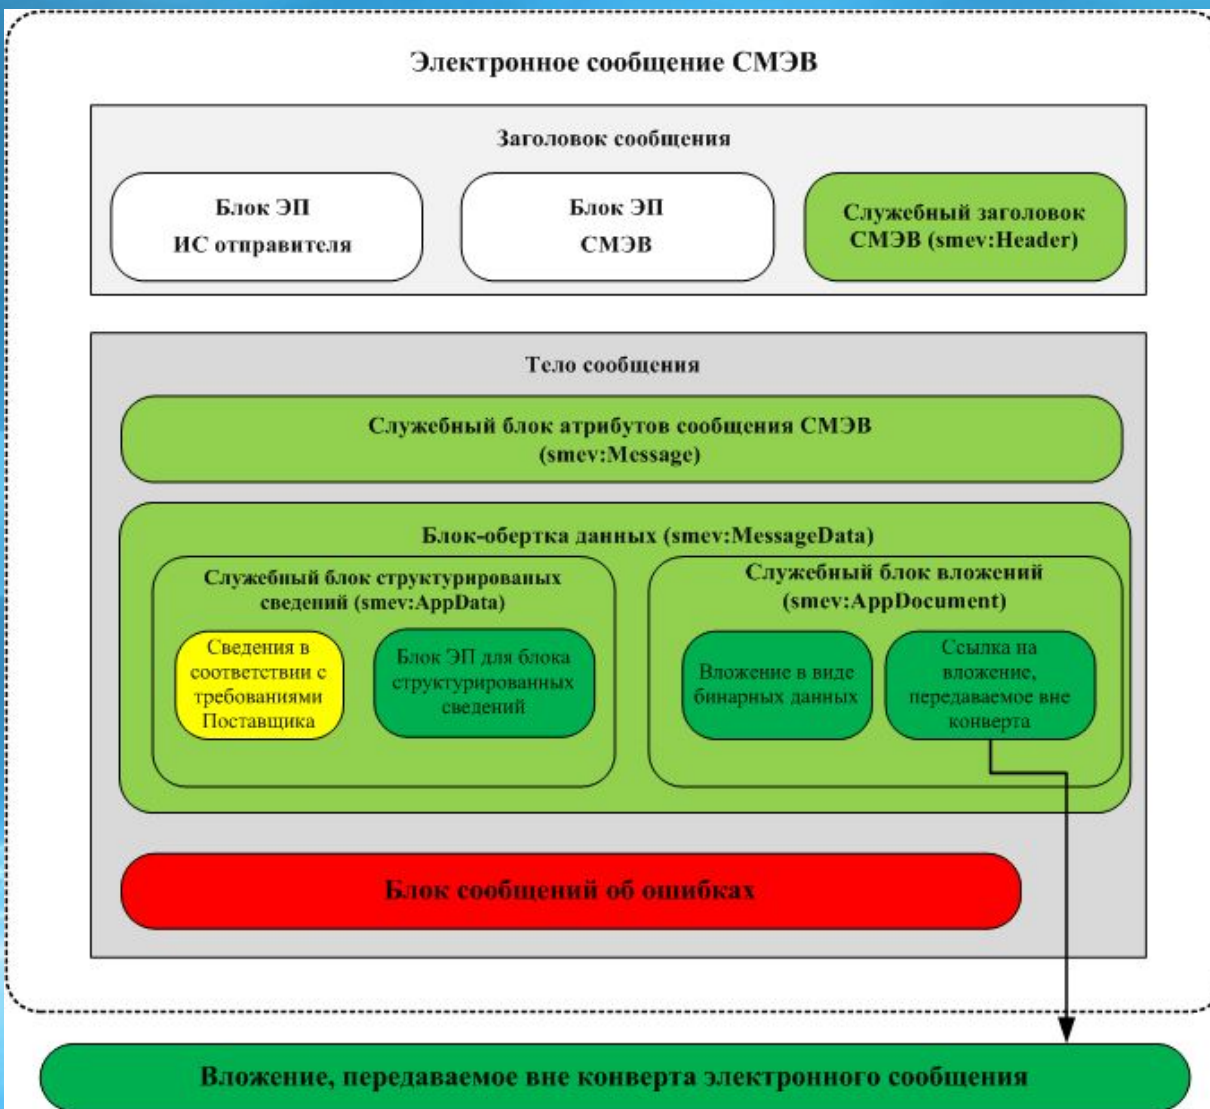 Электронное сообщение СМЭВ
Заголовок сообщения
Блок ЭП
ИС отправителя
Блок ЭП
СМЭВ
Служебный заголовок
СМЭВ (smev:Header)
Тело сообщения
Служебный блок атрибутов сообщения СМЭВ
(smev:Message)
Блок-обертка данных (smev:MessageData)
Служебный блок структурированых
сведений (smev:AppData)
Сведения в
соответствии с
требованиями
Поставщика
Блок ЭП для блока
структурированных
сведений
Служебный блок вложений
(smev:AppDocument)
Вложение в виде
бинарных данных
Ссылка на
вложение,
передаваемое вне
конверта
Блок сообщений об ошибках
Вложение, передаваемое вне конверта электронного сообщения